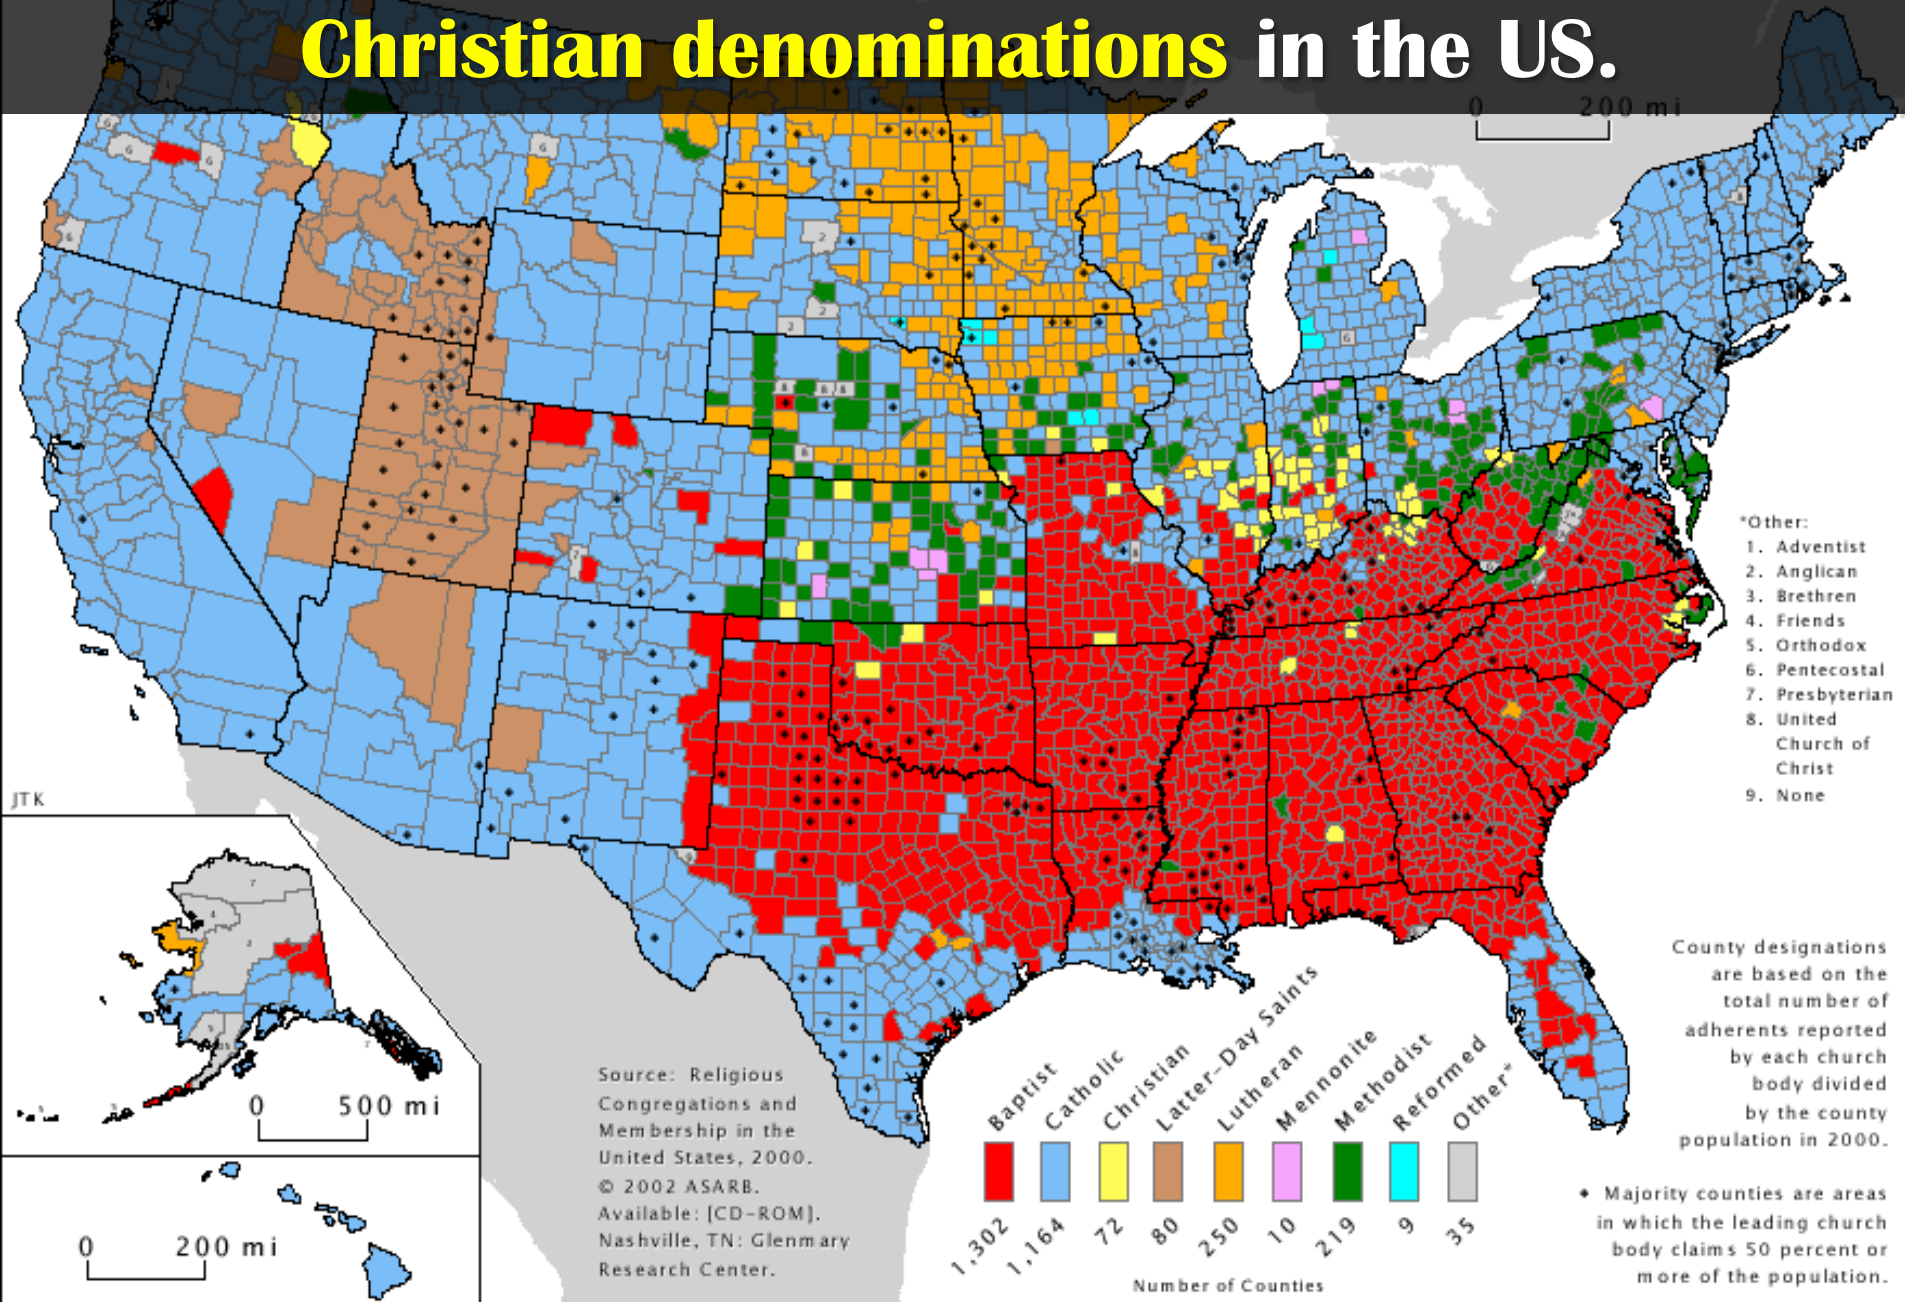 Christian denominations in the US.
0 200 mi
*Other:
1. Adventist
2. Anglican
3. Brethren
4. Friends
5. Orthodox
6. Pentecostal
7. Presbyterian
8. United
Church of
Christ
9. None
JTK
County designations
are based on the
total number of
adherents reported
by each church
body divided
by the county
population in 2000.
Majority counties are areas
in which the leading church
body claims 50 percent or
more of the population.
0 500 mi
0 200 mi
Source: Religious
Congregations and
Membership in the
United States, 2000.
© 2002 ASARB.
Available: [CD-ROM].
Nashville, TN: Glenmary
Research Center.
Baptist
Catholic
Christian
Latter-Day Saints
Lutheran
Mennonite
Methodist
Reformed
Other*
1,302
1,164
72
80
250
10
219
9
35
Number of Counties